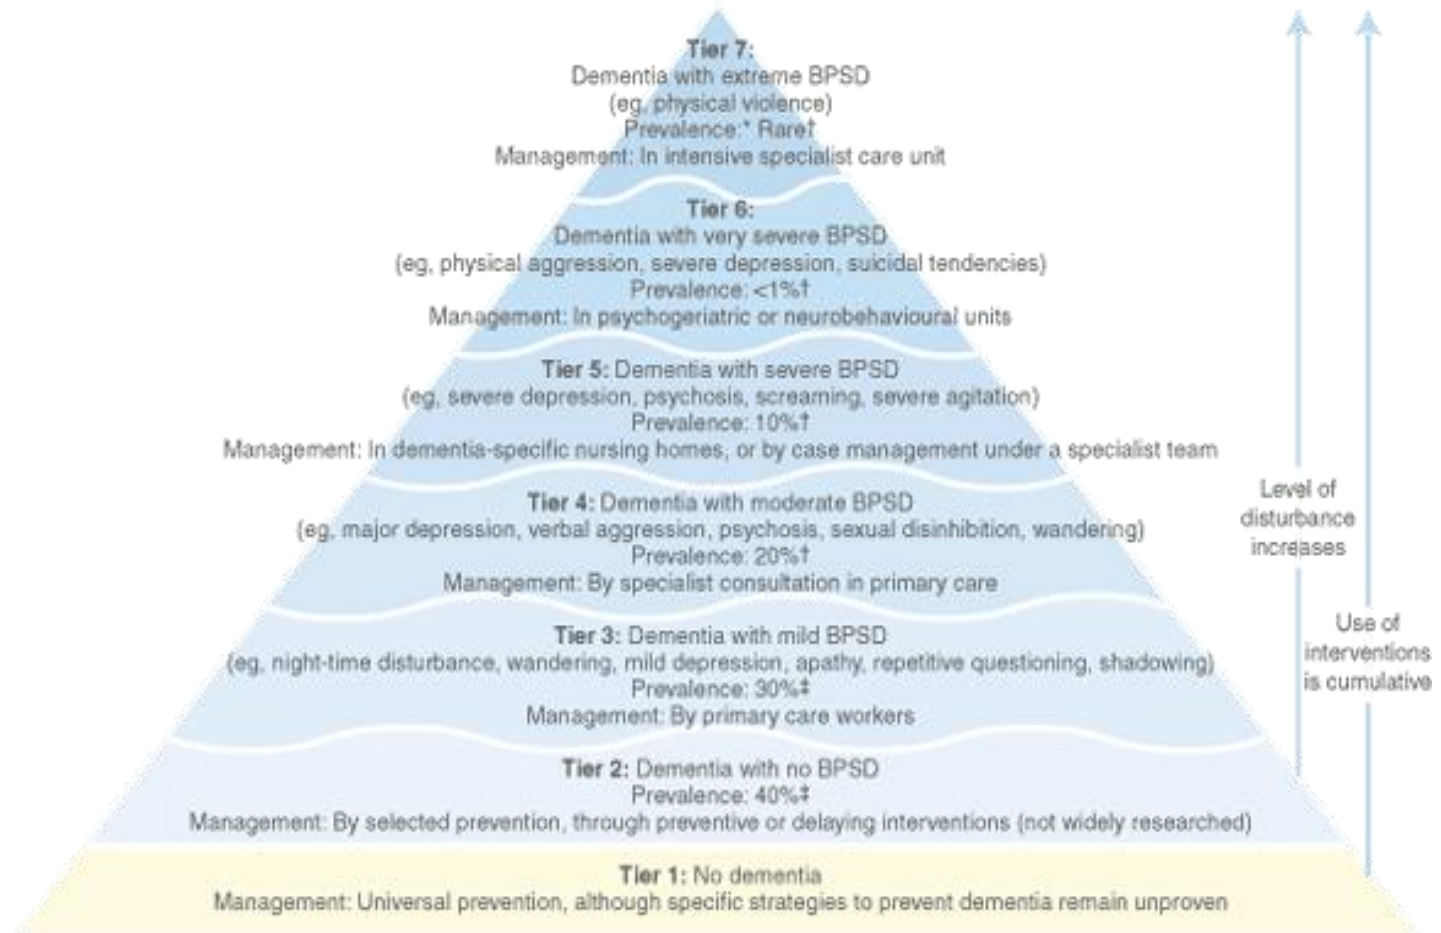 Tier 7:
Dementia with extreme BPSD
(eg, physical violence)
Prevalence:* Rare†
Management: In intensive specialist care unit
Tier 6:
Dementia with very severe BPSD
(eg, physical aggression, severe depression, suicidal tendencies)
Prevalence: <1%†
Management: In psychogeriatric or neurobehavioural units
Tier 5: Dementia with severe BPSD
(eg, severe depression, psychosis, screaming, severe agitation)
Prevalence: 10%†
Management: In dementia-specific nursing homes, or by case management under a specialist team
Tier 4: Dementia with moderate BPSD
(eg, major depression, verbal aggression, psychosis, sexual disinhibition, wandering)
Prevalence: 20%†
Management: By specialist consultation in primary care
Tier 3: Dementia with mild BPSD
(eg, night-time disturbance, wandering, mild depression, apathy, repetitive questioning, shadowing)
Prevalence: 30%‡
Management: By primary care workers
Tier 2: Dementia with no BPSD
Prevalence: 40%‡
Management: By selected prevention, through preventive or delaying interventions (not widely researched)
Tier 1: No dementia
Management: Universal prevention, although specific strategies to prevent dementia remain unproven
Level of
disturbance
increases
Use of
interventions
is cumulative